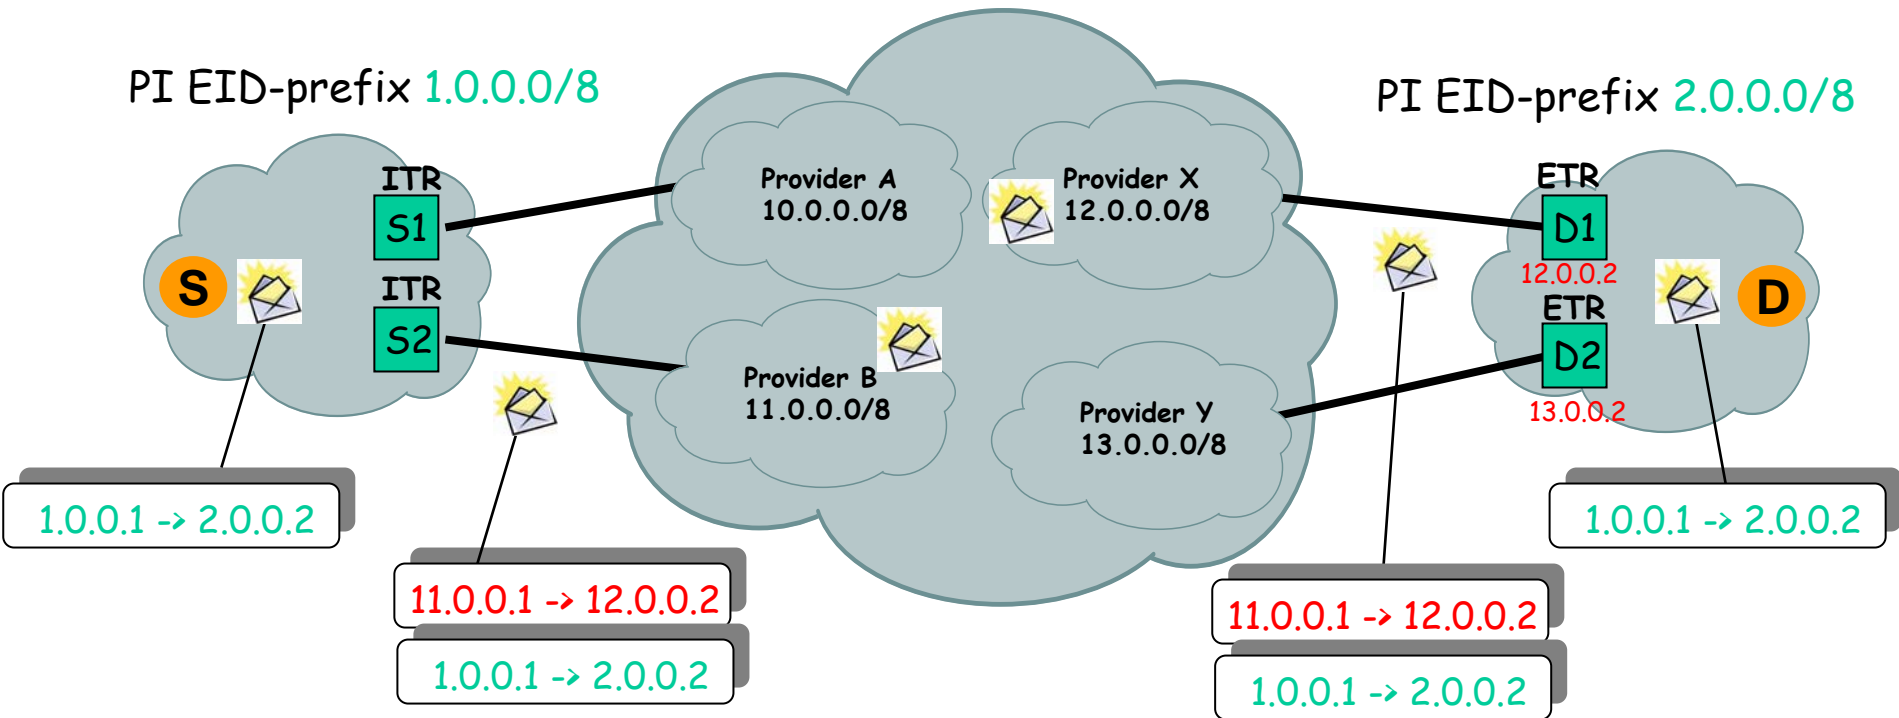 PI EID-prefix 1.0.0.0/8
PI EID-prefix 2.0.0.0/8
ITR
S1
ITR
S2
S
Provider A
10.0.0.0/8
Provider B
11.0.0.0/8
Provider X
12.0.0.0/8
Provider Y
13.0.0.0/8
ETR
D1
12.0.0.2
ETR
D2
13.0.0.2
D
1.0.0.1 -> 2.0.0.2
11.0.0.1 -> 12.0.0.2
1.0.0.1 -> 2.0.0.2
11.0.0.1 -> 12.0.0.2
1.0.0.1 -> 2.0.0.2
1.0.0.1 -> 2.0.0.2